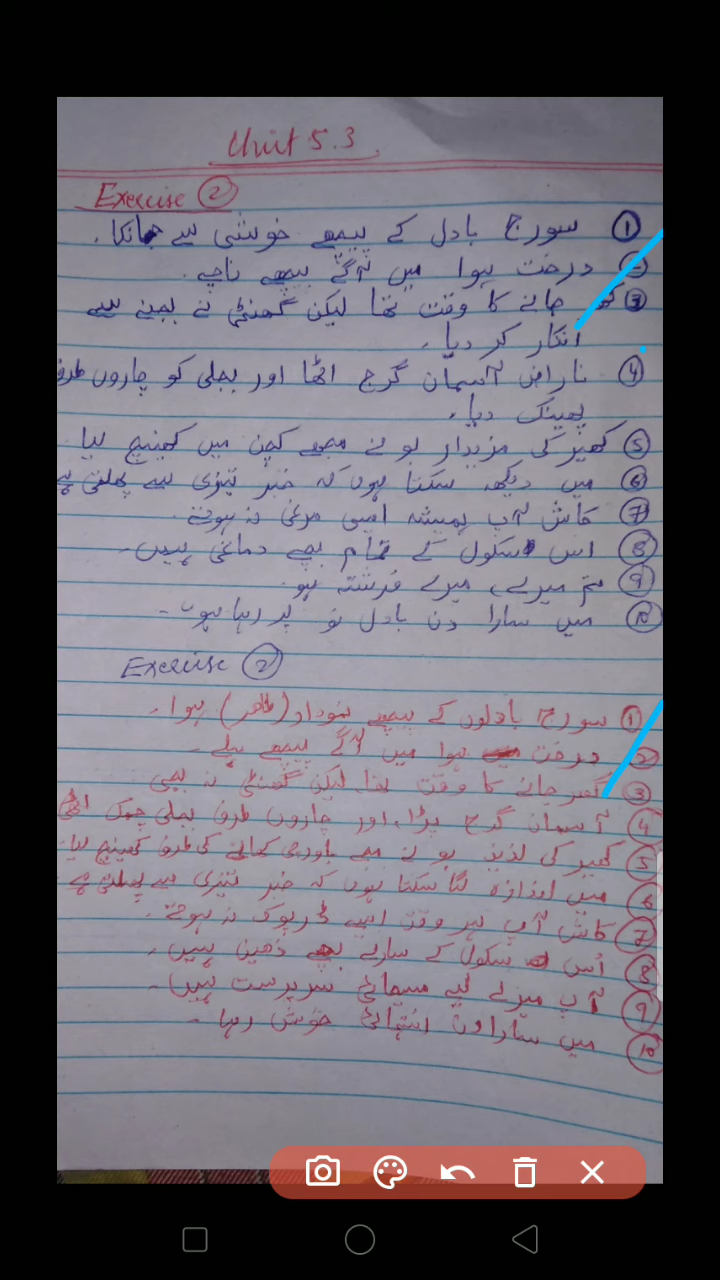 Unit 5.3
Exercise ②
① سورج بادل کے پیچھے خوشی سے جھانکا۔
② درخت ہوا میں آگے پیچھے ناچے۔
③ گھر جانے کا وقت تھا لیکن گھنٹی نے بجنے سے
انکار کر دیا۔
④ ناراض آسمان گرج اٹھا اور بجلی کو چاروں طرف
پھینک دیا۔
⑤ کھیر کی مزیدار بو نے مجھے کچن میں کھینچ لیا
⑥ میں دیکھ سکتا ہوں کہ خبر تیزی سے پھیلتی ہے
⑦ کاش آپ ہمیشہ ایسی مرغی نہ ہوتے۔
⑧ اس سکول کے تمام بچے دماغی ہیں۔
⑨ تم میرے، میرے فرشتہ ہو۔
⑩ میں سارا دن بادل نو پر رہا ہوں۔
Exercise ②
① سورج بادلوں کے پیچھے نمودار (ظاہر) ہوا۔
② درخت ہوا میں آگے پیچھے ہلے۔
③ گھر جانے کا وقت تھا، لیکن گھنٹی نہ بجی
④ آسمان گرج پڑا، اور چاروں طرف بجلی چمک اٹھی
⑤ کھیر کی لذیذ بو نے مجھے باورچی خانے کی طرف کھینچ لیا۔
⑥ میں اندازہ لگا سکتا ہوں کہ خبر تیزی سے پھیلتی ہے۔
⑦ کاش آپ ہر وقت ایسے ڈرپوک نہ ہوتے۔
⑧ اُس سکول کے سارے بچے ذھین ہیں۔
⑨ آپ میرے لیے سرپرست ہیں۔
⑩ میں سارا دن انتہائی خوش رہا۔